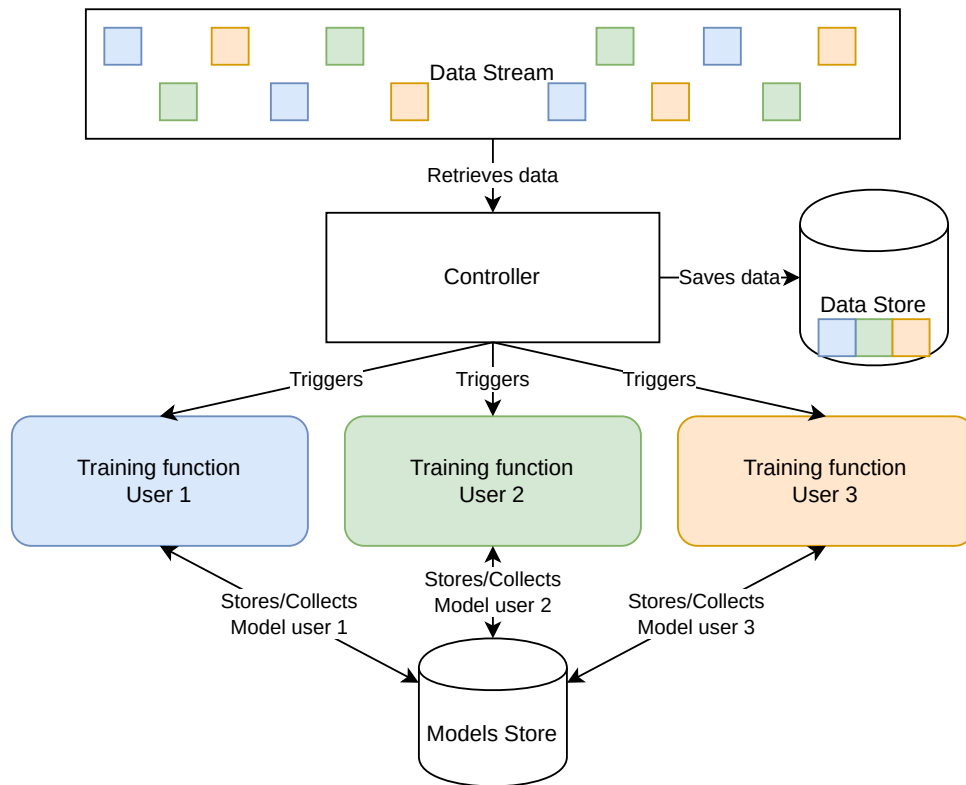 Data Stream
Retrieves data
Controller
Saves data
Data Store
Triggers
Triggers
Triggers
Training function
User 1
Training function
User 2
Training function
User 3
Stores/Collects
Model user 1
Stores/Collects
Model user 2
Stores/Collects
Model user 3
Models Store